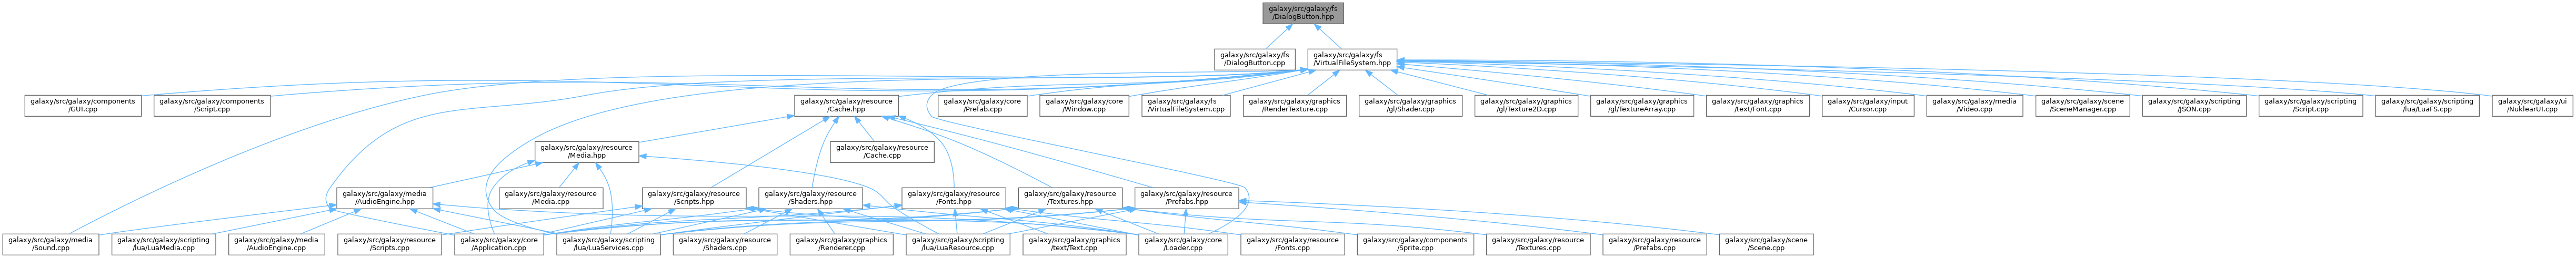 galaxy/src/galaxy/fs
/DialogButton.hpp
galaxy/src/galaxy/fs
/DialogButton.cpp
galaxy/src/galaxy/fs
/VirtualFileSystem.hpp
galaxy/src/galaxy/components
/GUI.cpp
galaxy/src/galaxy/components
/Script.cpp
galaxy/src/galaxy/resource
/Cache.hpp
galaxy/src/galaxy/core
/Prefab.cpp
galaxy/src/galaxy/core
/Window.cpp
galaxy/src/galaxy/fs
/VirtualFileSystem.cpp
galaxy/src/galaxy/graphics
/RenderTexture.cpp
galaxy/src/galaxy/graphics
/gl/Shader.cpp
galaxy/src/galaxy/graphics
/gl/Texture2D.cpp
galaxy/src/galaxy/graphics
/gl/TextureArray.cpp
galaxy/src/galaxy/graphics
/text/Font.cpp
galaxy/src/galaxy/input
/Cursor.cpp
galaxy/src/galaxy/media
/Video.cpp
galaxy/src/galaxy/scene
/SceneManager.cpp
galaxy/src/galaxy/scripting
/JSON.cpp
galaxy/src/galaxy/scripting
/Script.cpp
galaxy/src/galaxy/scripting
/lua/LuaFS.cpp
galaxy/src/galaxy/ui
/NuklearUI.cpp
galaxy/src/galaxy/resource
/Media.hpp
galaxy/src/galaxy/resource
/Cache.cpp
galaxy/src/galaxy/media
/AudioEngine.hpp
galaxy/src/galaxy/resource
/Media.cpp
galaxy/src/galaxy/resource
/Scripts.hpp
galaxy/src/galaxy/resource
/Shaders.hpp
galaxy/src/galaxy/resource
/Fonts.hpp
galaxy/src/galaxy/resource
/Textures.hpp
galaxy/src/galaxy/resource
/Prefabs.hpp
galaxy/src/galaxy/media
/Sound.cpp
galaxy/src/galaxy/scripting
/lua/LuaMedia.cpp
galaxy/src/galaxy/media
/AudioEngine.cpp
galaxy/src/galaxy/resource
/Scripts.cpp
galaxy/src/galaxy/core
/Application.cpp
galaxy/src/galaxy/scripting
/lua/LuaServices.cpp
galaxy/src/galaxy/resource
/Shaders.cpp
galaxy/src/galaxy/graphics
/Renderer.cpp
galaxy/src/galaxy/scripting
/lua/LuaResource.cpp
galaxy/src/galaxy/graphics
/text/Text.cpp
galaxy/src/galaxy/core
/Loader.cpp
galaxy/src/galaxy/resource
/Fonts.cpp
galaxy/src/galaxy/components
/Sprite.cpp
galaxy/src/galaxy/resource
/Textures.cpp
galaxy/src/galaxy/resource
/Prefabs.cpp
galaxy/src/galaxy/scene
/Scene.cpp